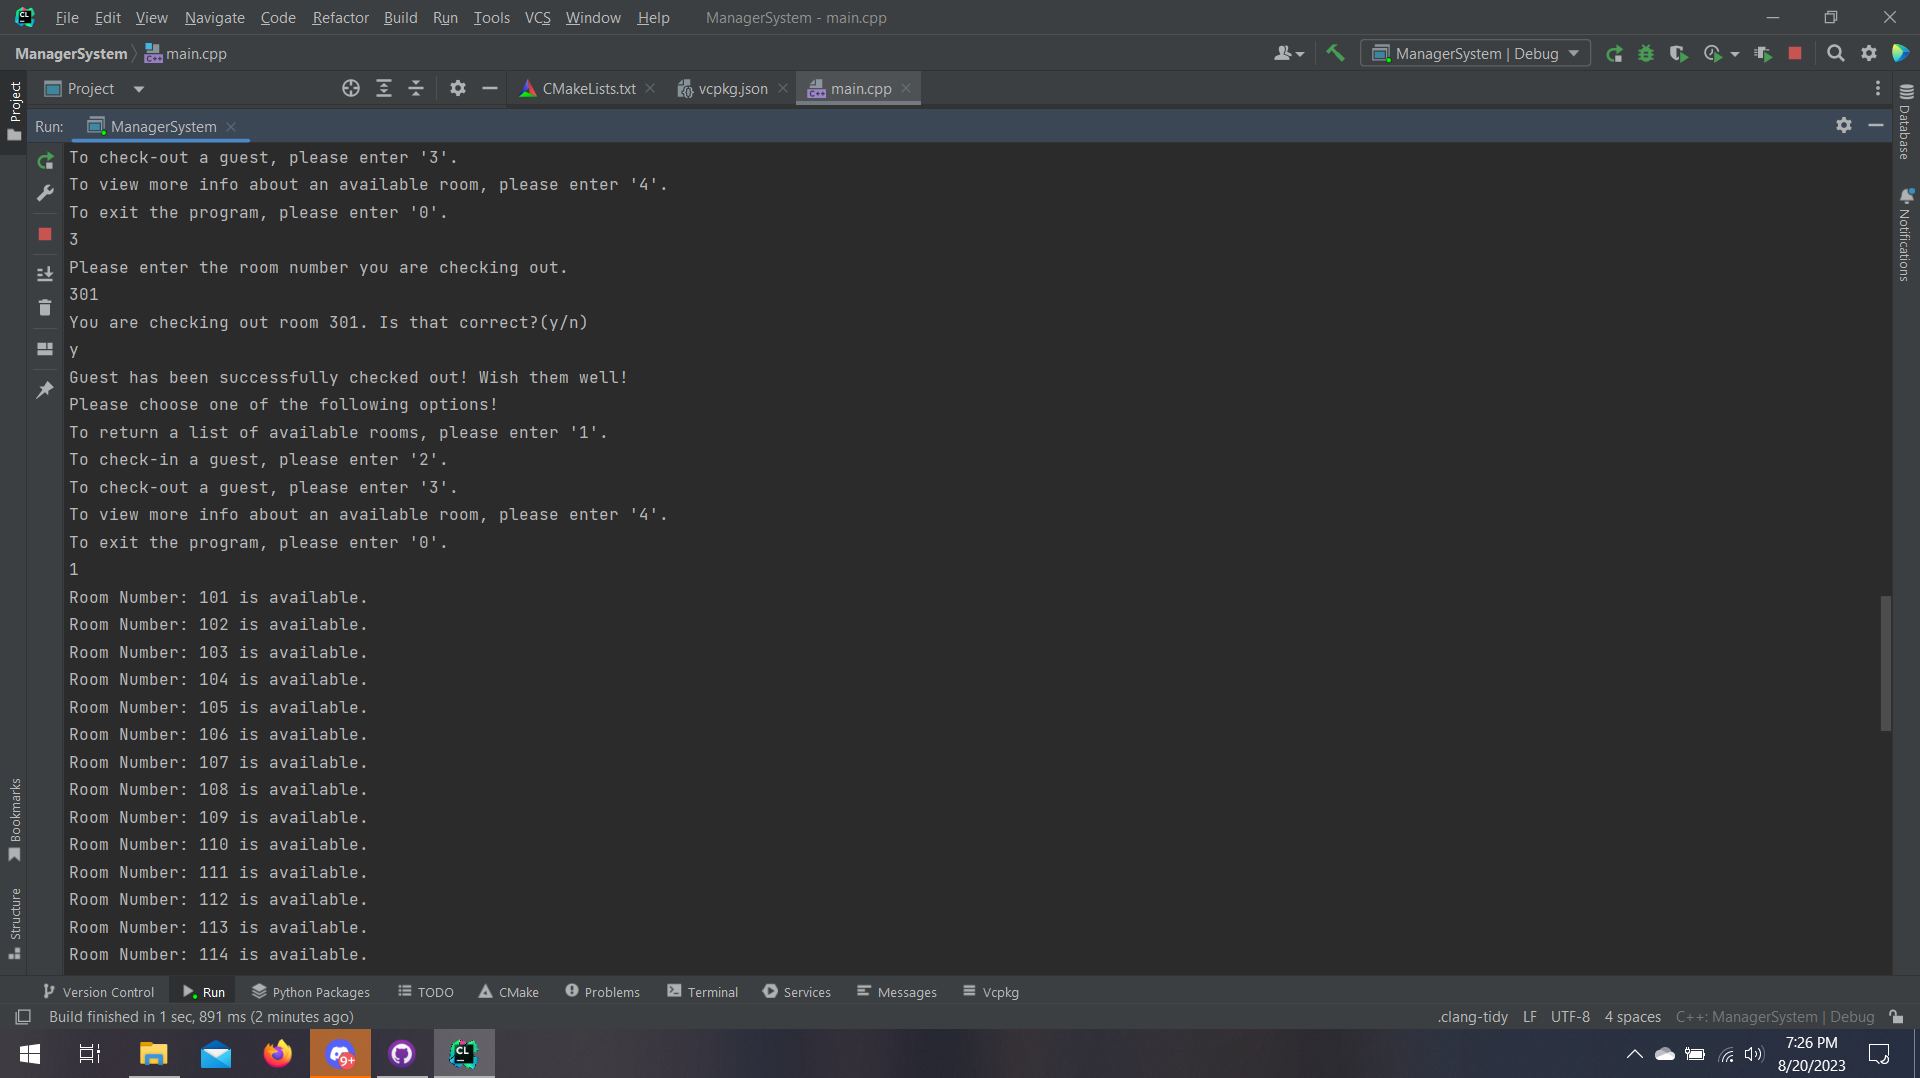 File Edit View Navigate Code Refactor Build Run Tools VCS Window Help ManagerSystem - main.cpp
ManagerSystem main.cpp ManagerSystem | Debug
Project CMakeLists.txt vcpkg.json main.cpp
Project
Database
Notifications
Run: ManagerSystem
To check-out a guest, please enter '3'.
To view more info about an available room, please enter '4'.
To exit the program, please enter '0'.
3
Please enter the room number you are checking out.
301
You are checking out room 301. Is that correct?(y/n)
y
Guest has been successfully checked out! Wish them well!
Please choose one of the following options!
To return a list of available rooms, please enter '1'.
To check-in a guest, please enter '2'.
To check-out a guest, please enter '3'.
To view more info about an available room, please enter '4'.
To exit the program, please enter '0'.
1
Room Number: 101 is available.
Room Number: 102 is available.
Room Number: 103 is available.
Room Number: 104 is available.
Room Number: 105 is available.
Room Number: 106 is available.
Room Number: 107 is available.
Room Number: 108 is available.
Room Number: 109 is available.
Room Number: 110 is available.
Room Number: 111 is available.
Room Number: 112 is available.
Room Number: 113 is available.
Room Number: 114 is available.
Bookmarks
Structure
Version Control Run Python Packages TODO CMake Problems Terminal Services Messages Vcpkg
Build finished in 1 sec, 891 ms (2 minutes ago) .clang-tidy LF UTF-8 4 spaces C++: ManagerSystem | Debug
CL
9+
CL
7:26 PM
8/20/2023